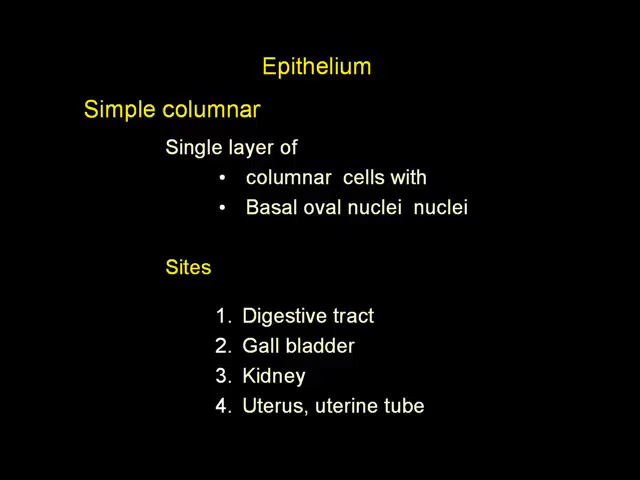 Epithelium
Simple columnar
Single layer of
• columnar cells with
• Basal oval nuclei nuclei
Sites
1. Digestive tract
2. Gall bladder
3. Kidney
4. Uterus, uterine tube